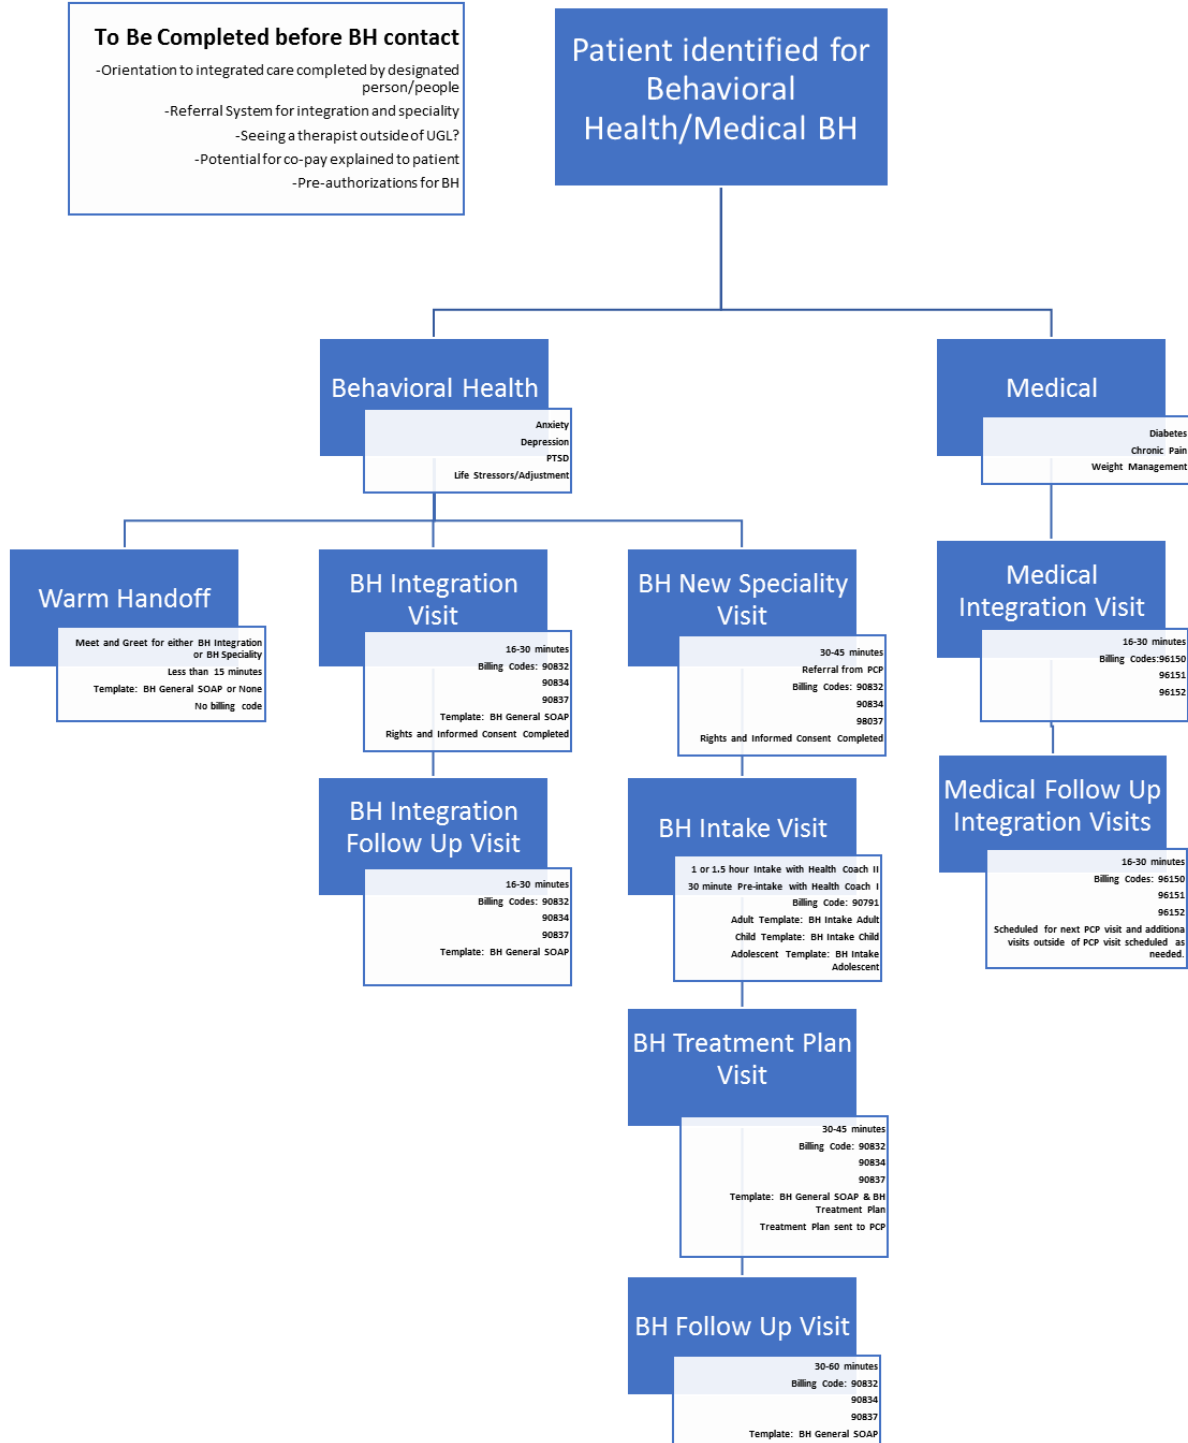 To Be Completed before BH contact
-Orientation to integrated care completed by designated
person/people
-Referral System for integration and speciality
-Seeing a therapist outside of UGL?
-Potential for co-pay explained to patient
-Pre-authorizations for BH
Patient identified for
Behavioral
Health/Medical BH
Behavioral Health
Anxiety
Depression
PTSD
Life Stressors/Adjustment
Medical
Diabetes
Chronic Pain
Weight Management
Warm Handoff
Meet and Greet for either BH Integration
or BH Speciality
Less than 15 minutes
Template: BH General SOAP or None
No billing code
BH Integration
Visit
16-30 minutes
Billing Codes: 90832
90834
90837
Template: BH General SOAP
Rights and Informed Consent Completed
BH New Speciality
Visit
30-45 minutes
Referral from PCP
Billing Codes: 90832
90834
98037
Rights and Informed Consent Completed
Medical
Integration Visit
16-30 minutes
Billing Codes:96150
96151
96152
BH Integration
Follow Up Visit
16-30 minutes
Billing Codes: 90832
90834
90837
Template: BH General SOAP
BH Intake Visit
1 or 1.5 hour Intake with Health Coach II
30 minute Pre-intake with Health Coach I
Billing Code: 90791
Adult Template: BH Intake Adult
Child Template: BH Intake Child
Adolescent Template: BH Intake
Adolescent
Medical Follow Up
Integration Visits
16-30 minutes
Billing Codes: 96150
96151
96152
Scheduled for next PCP visit and additiona
visits outside of PCP visit scheduled as
needed.
BH Treatment Plan
Visit
30-45 minutes
Billing Code: 90832
90834
90837
Template: BH General SOAP & BH
Treatment Plan
Treatment Plan sent to PCP
BH Follow Up Visit
30-60 minutes
Billing Code: 90832
90834
90837
Template: BH General SOAP